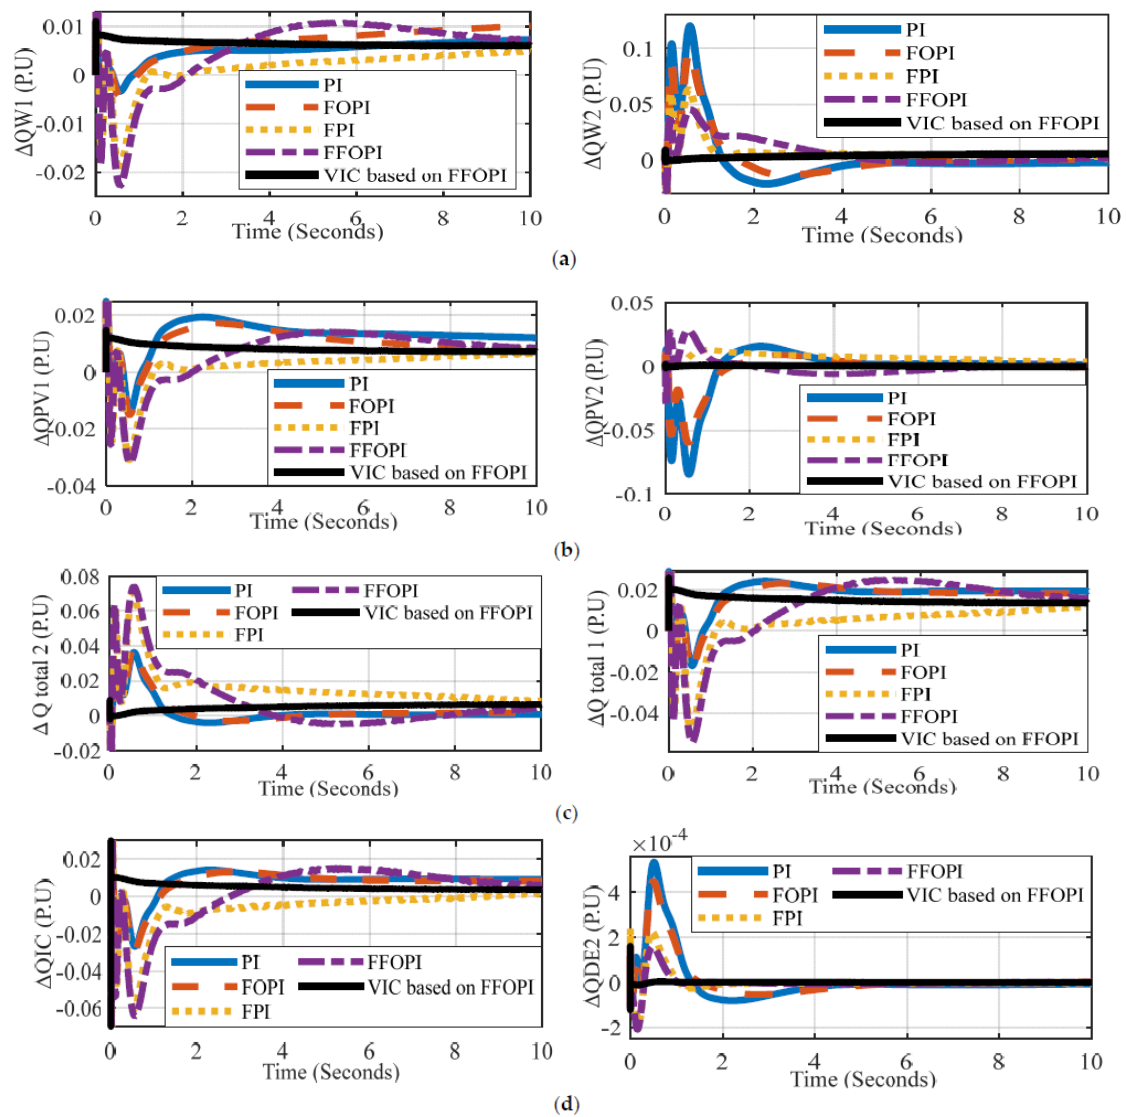 0.01
0
-0.01
-0.02
ΔQW1 (P.U)
PI
FOPI
FPI
FFOPI
VIC based on FFOPI
0 2 4 6 8 10
Time (Seconds)
0.1
0.05
0
ΔQW2 (P.U)
PI
FOPI
FPI
FFOPI
VIC based on FFOPI
0 2 4 6 8 10
Time (Seconds)
(a)
0.02
0
-0.02
-0.04
ΔQPV1 (P.U)
PI
FOPI
FPI
FFOPI
VIC based on FFOPI
0 2 4 6 8 10
Time (Seconds)
0.05
0
-0.05
-0.1
ΔQPV2 (P.U)
PI
FOPI
FPI
FFOPI
VIC based on FFOPI
0 2 4 6 8 10
Time (Seconds)
(b)
0.08
0.06
0.04
0.02
0
-0.02
Δ Q total 2 (P.U)
PI
FOPI
FPI
FFOPI
VIC based on FFOPI
0 2 4 6 8 10
Time (Seconds)
0.02
0
-0.02
-0.04
ΔQ total 1 (P.U)
PI
FOPI
FPI
FFOPI
VIC based on FFOPI
0 2 4 6 8 10
Time (Seconds)
(c)
0.02
0
-0.02
-0.04
-0.06
ΔQIC (P.U)
PI
FOPI
FPI
FFOPI
VIC based on FFOPI
0 2 4 6 8 10
Time (Seconds)
×10⁻⁴
4
2
0
-2
ΔQDE2 (P.U)
PI
FOPI
FPI
FFOPI
VIC based on FFOPI
0 2 4 6 8 10
Time (Seconds)
(d)